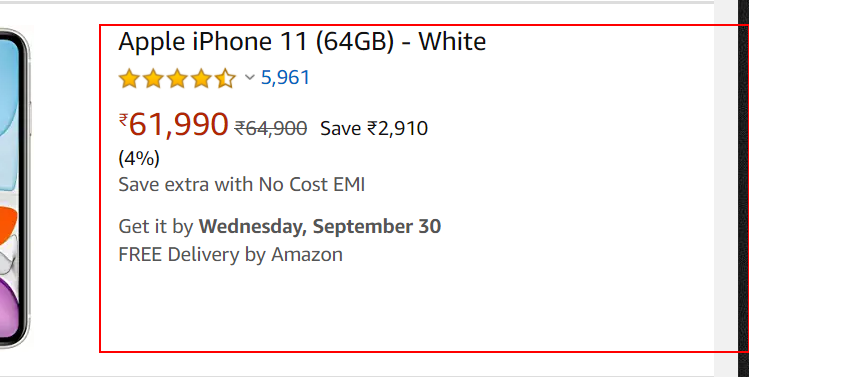 Apple iPhone 11 (64GB) - White
5,961
₹61,990 ₹64,900 Save ₹2,910
(4%)
Save extra with No Cost EMI
Get it by Wednesday, September 30
FREE Delivery by Amazon